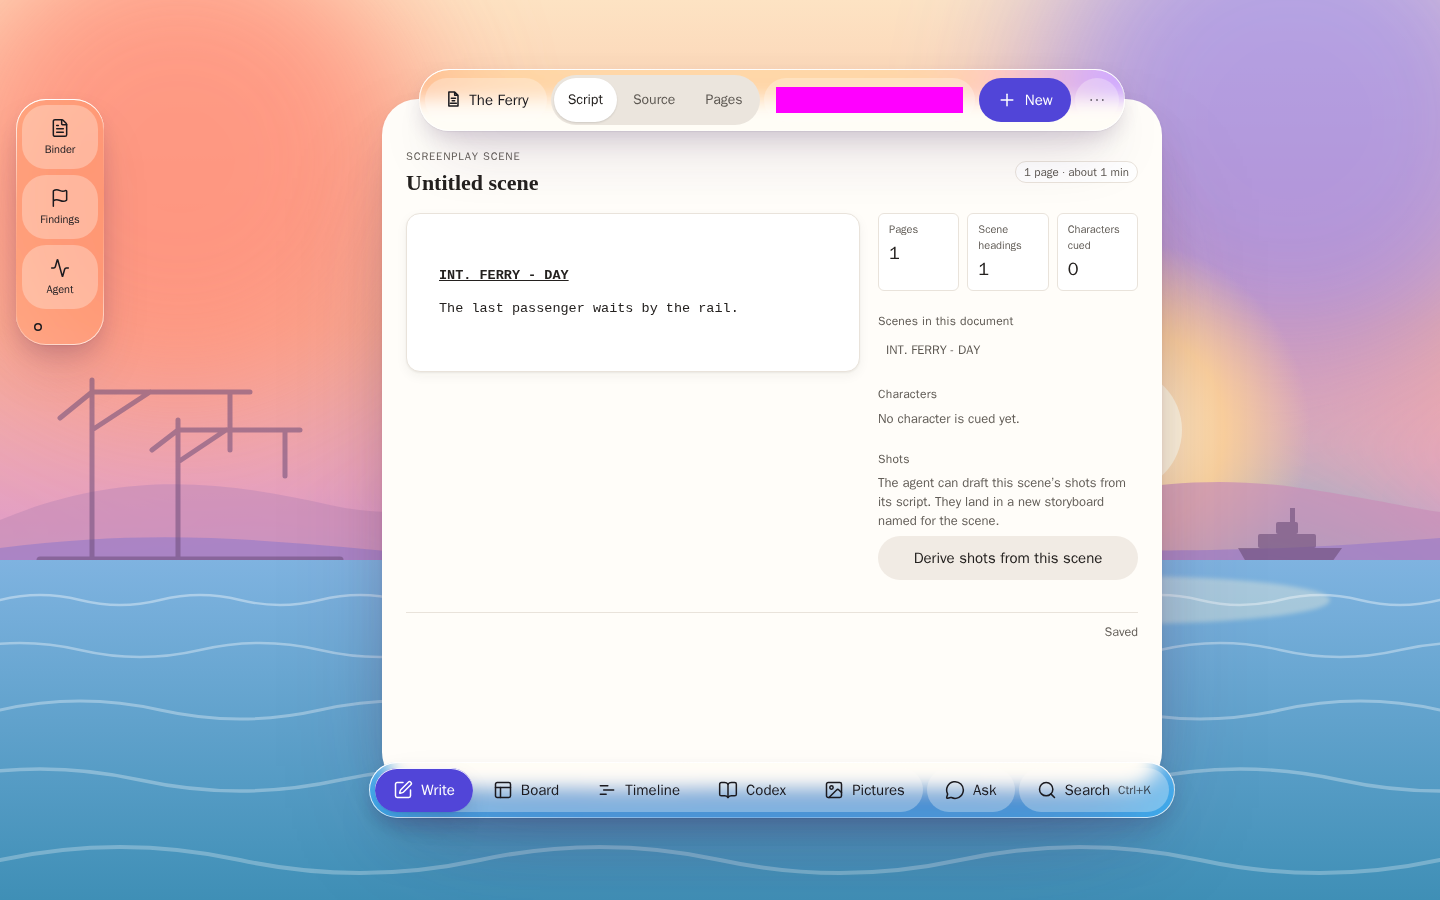 The Ferry
Script
Source
Pages
New
Binder
Findings
Agent
SCREENPLAY SCENE
Untitled scene
1 page · about 1 min
INT. FERRY - DAY
The last passenger waits by the rail.
Pages
1
Scene
headings
1
Characters
cued
0
Scenes in this document
INT. FERRY - DAY
Characters
No character is cued yet.
Shots
The agent can draft this scene's shots from
its script. They land in a new storyboard
named for the scene.
Derive shots from this scene
Saved
Write
Board
Timeline
Codex
Pictures
Ask
Search Ctrl+K